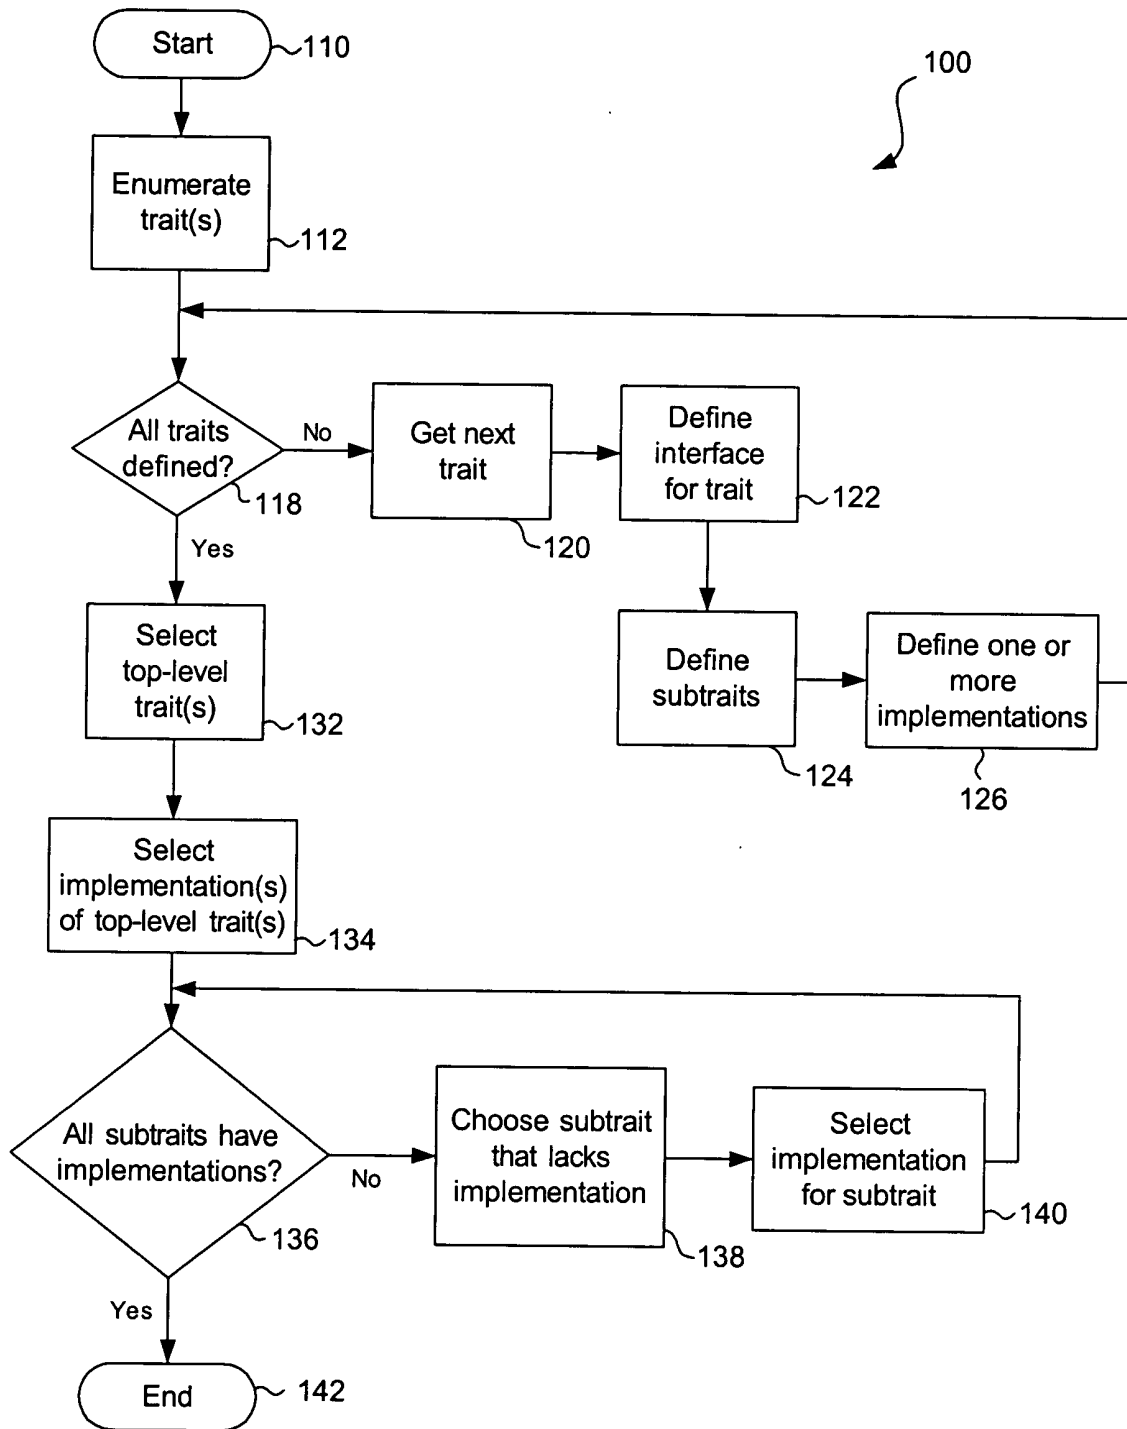 Start
110
100
Enumerate
trait(s)
112
All traits
defined?
118
No
Get next
trait
120
Define
interface
for trait
122
Yes
Select
top-level
trait(s)
132
Define
subtraits
124
Define one or
more
implementations
126
Select
implementation(s)
of top-level trait(s)
134
All subtraits have
implementations?
136
No
Choose subtrait
that lacks
implementation
138
Select
implementation
for subtrait
140
Yes
End
142